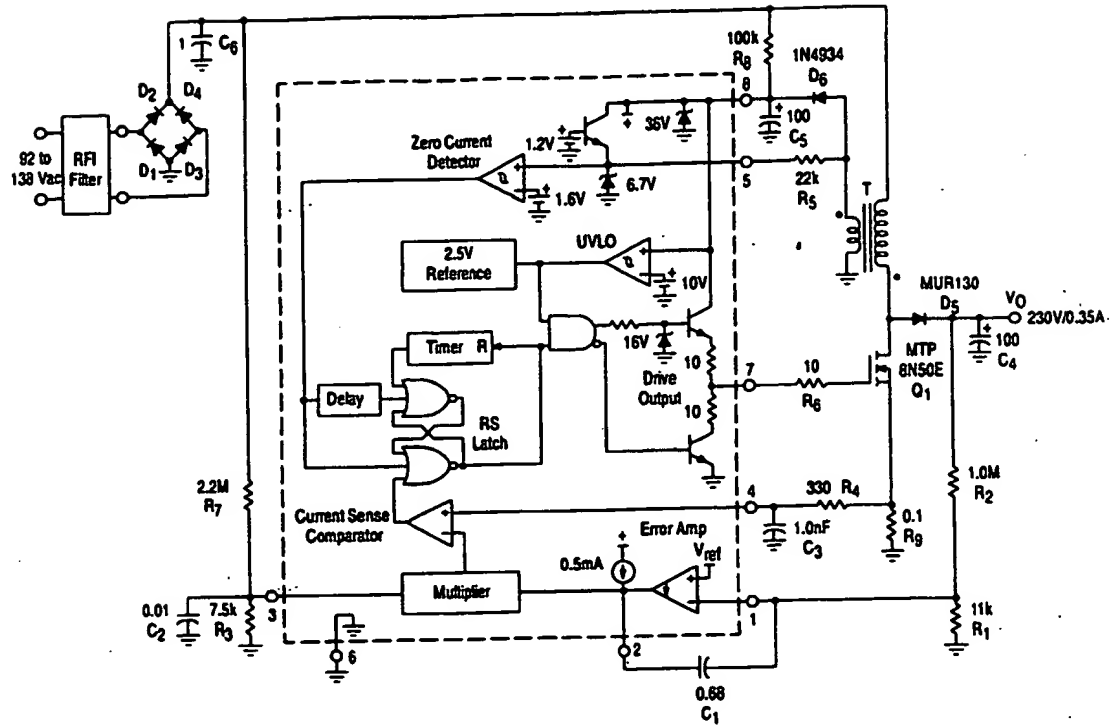 1
C6
100k
R8
1N4934
D6
D2
D4
D1
D3
92 to
138 Vac
RFI
Filter
8
100
C5
1.2V
36V
Zero Current
Detector
6.7V
1.6V
5
22k
R5
T
2.5V
Reference
UVLO
10V
MUR130
D5
VO
230V/0.35A
100
C4
Timer R
16V
10
10
Drive
Output
7
10
R6
MTP
8N50E
Q1
Delay
RS
Latch
2.2M
R7
Current Sense
Comparator
4
330 R4
1.0nF
C3
0.1
R9
1.0M
R2
Error Amp
Vref
0.5mA
Multiplier
0.01
C2
7.5k
R3
3
1
11k
R1
6
2
0.68
C1